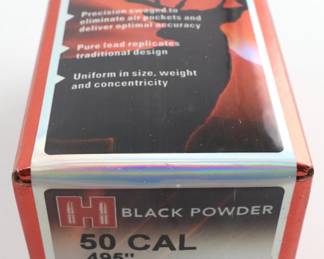 Precision swaged to
eliminate air pockets and
deliver optimal accuracy
Pure lead replicates
traditional design
Uniform in size, weight
and concentricity
H BLACK POWDER
50 CAL
.495"